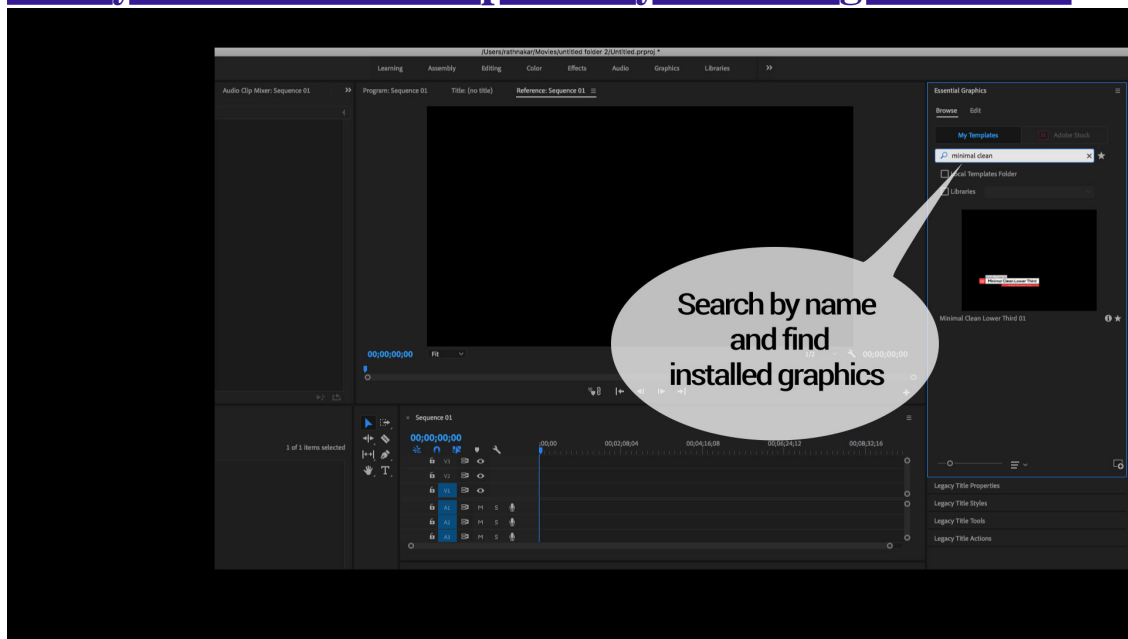 /Users/rathnakar/Movies/untitled folder 2/Untitled.prproj *
Learning Assembly Editing Color Effects Audio Graphics Libraries »
Audio Clip Mixer: Sequence 01 »
Program: Sequence 01 Title: (no title) Reference: Sequence 01
Essential Graphics
Browse Edit
My Templates Adobe Stock
minimal clean
Local Templates Folder
Libraries
Minimal Clean Lower Third
Minimal Clean Lower Third 01
Search by name
and find
installed graphics
00;00;00;00 Fit 1/2 00;00;00;00
1 of 1 items selected
× Sequence 01
00;00;00;00
;00;00 00;02;08;04 00;04;16;08 00;06;24;12 00;08;32;16
V3
V2
V1
A1 M S
A2 M S
A3 M S
Legacy Title Properties
Legacy Title Styles
Legacy Title Tools
Legacy Title Actions